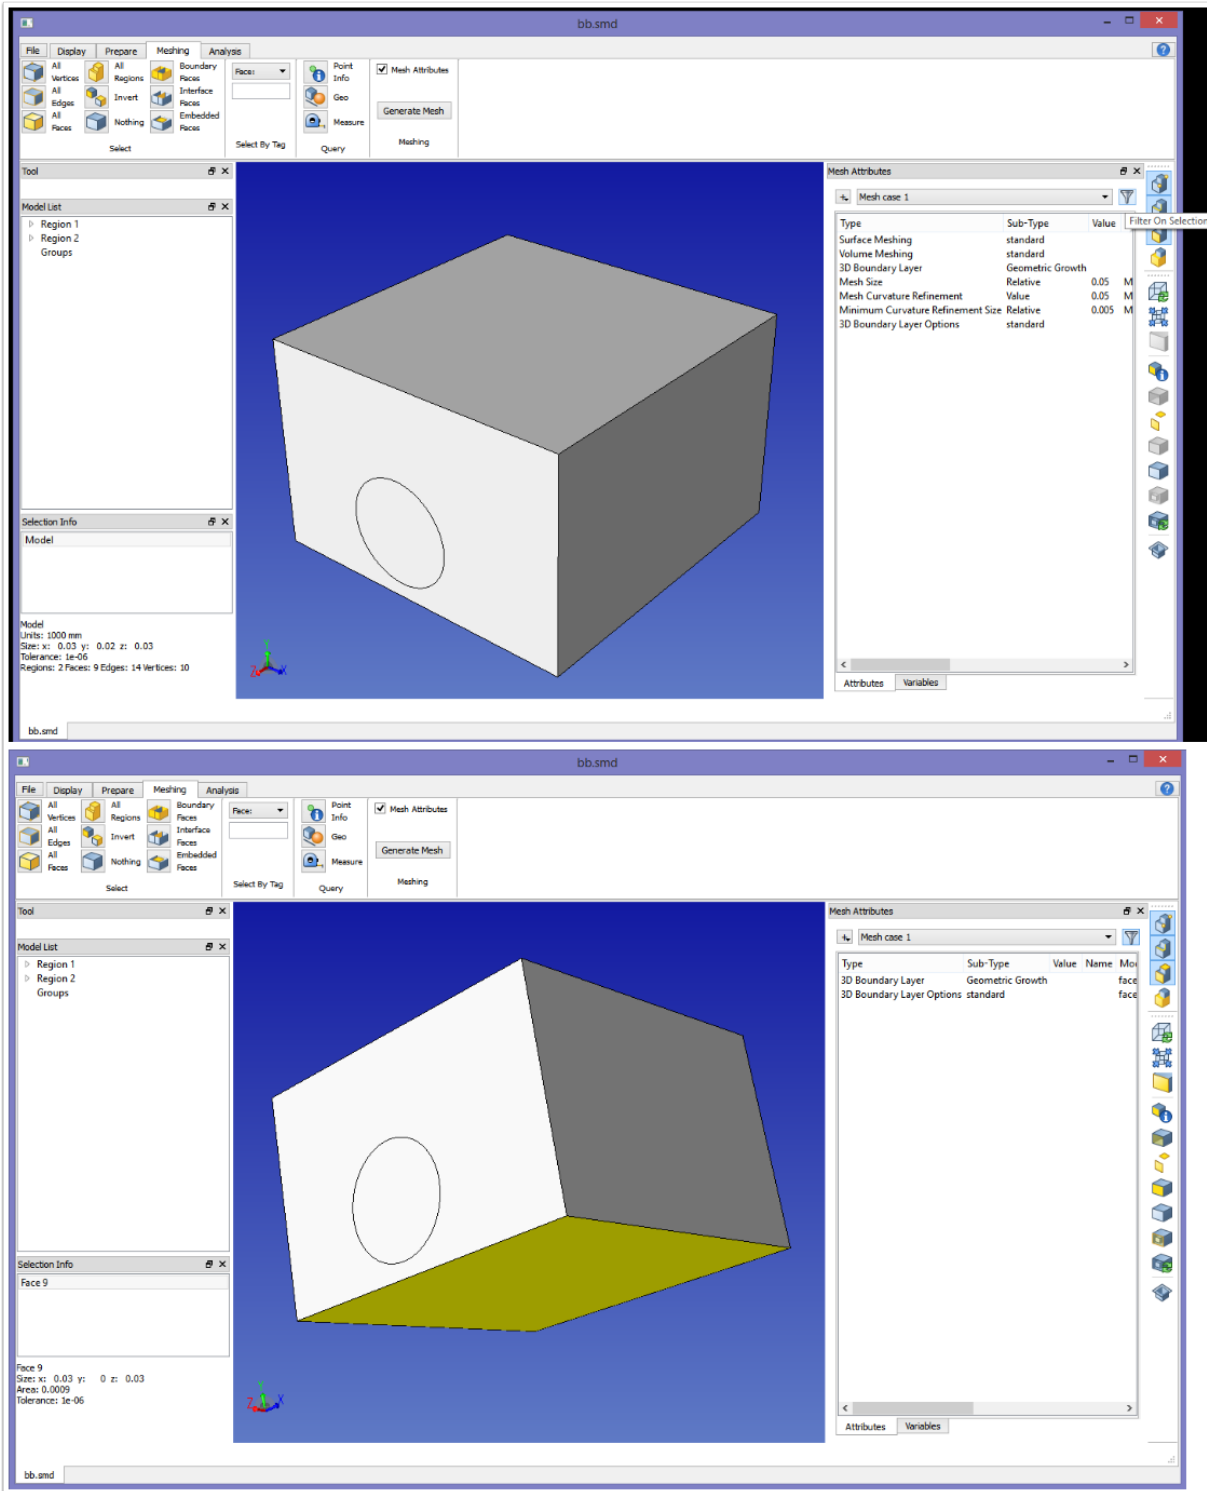 bb.smd
File Display Prepare Meshing Analysis
All Vertices All Regions Boundary Faces Face: Point Info Mesh Attributes
All Edges Invert Interface Faces Geo Generate Mesh
All Faces Nothing Embedded Faces Measure
Select Select By Tag Query Meshing
Tool
Model List
Region 1
Region 2
Groups
Selection Info
Model
Model
Units: 1000 mm
Size: x: 0.03 y: 0.02 z: 0.03
Tolerance: 1e-06
Regions: 2 Faces: 9 Edges: 14 Vertices: 10
Y
Z X
Mesh Attributes
Mesh case 1
Filter On Selection
Type Sub-Type Value
Surface Meshing standard
Volume Meshing standard
3D Boundary Layer Geometric Growth
Mesh Size Relative 0.05 M
Mesh Curvature Refinement Value 0.05 M
Minimum Curvature Refinement Size Relative 0.005 M
3D Boundary Layer Options standard
Attributes Variables
bb.smd
bb.smd
File Display Prepare Meshing Analysis
All Vertices All Regions Boundary Faces Face: Point Info Mesh Attributes
All Edges Invert Interface Faces Geo Generate Mesh
All Faces Nothing Embedded Faces Measure
Select Select By Tag Query Meshing
Tool
Model List
Region 1
Region 2
Groups
Selection Info
Face 9
Face 9
Size: x: 0.03 y: 0 z: 0.03
Area: 0.0009
Tolerance: 1e-06
Y
Z X
Mesh Attributes
Mesh case 1
Type Sub-Type Value Name Mo
3D Boundary Layer Geometric Growth face
3D Boundary Layer Options standard face
Attributes Variables
bb.smd